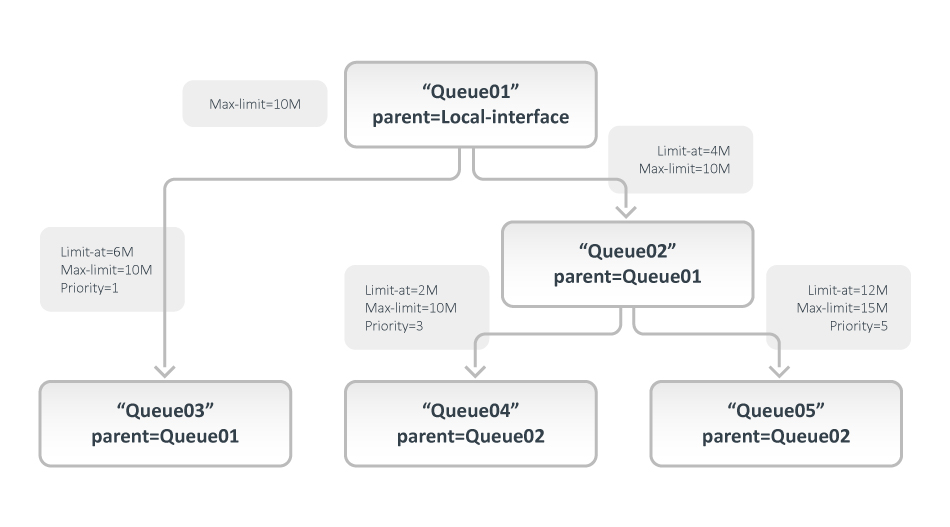 “Queue01”
parent=Local-interface
Max-limit=10M
Limit-at=4M
Max-limit=10M
“Queue02”
parent=Queue01
Limit-at=6M
Max-limit=10M
Priority=1
Limit-at=2M
Max-limit=10M
Priority=3
Limit-at=12M
Max-limit=15M
Priority=5
“Queue03”
parent=Queue01
“Queue04”
parent=Queue02
“Queue05”
parent=Queue02